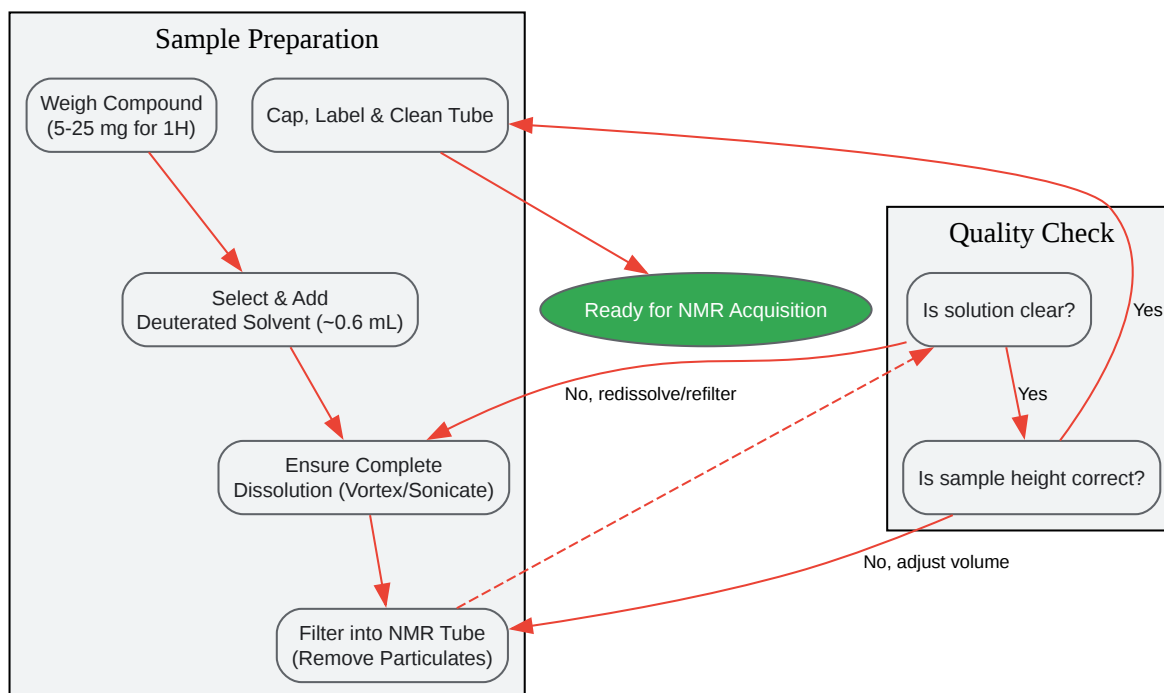 Sample Preparation
Weigh Compound
(5-25 mg for 1H)
Cap, Label & Clean Tube
Quality Check
Select & Add
Deuterated Solvent (~0.6 mL)
Ready for NMR Acquisition
Is solution clear?
Yes
No, redissolve/refilter
Yes
Ensure Complete
Dissolution (Vortex/Sonicate)
Is sample height correct?
No, adjust volume
Filter into NMR Tube
(Remove Particulates)